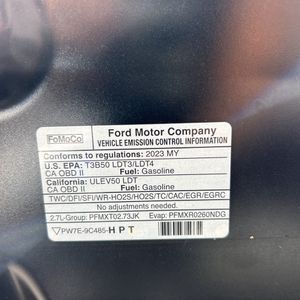 FoMoCo
Ford Motor Company
VEHICLE EMISSION CONTROL INFORMATION
Conforms to regulations: 2023 MY
U.S. EPA: T3B50 LDT3/LDT4
CA OBD II Fuel: Gasoline
California: ULEV50 LDT
CA OBD II Fuel: Gasoline
TWC/DFI/SFI/WR-HO2S/HO2S/TC/CAC/EGR/EGRC
No adjustments needed.
2.7L-Group: PFMXT02.73JK Evap: PFMXR0260NDG
PW7E-9C485-HPT